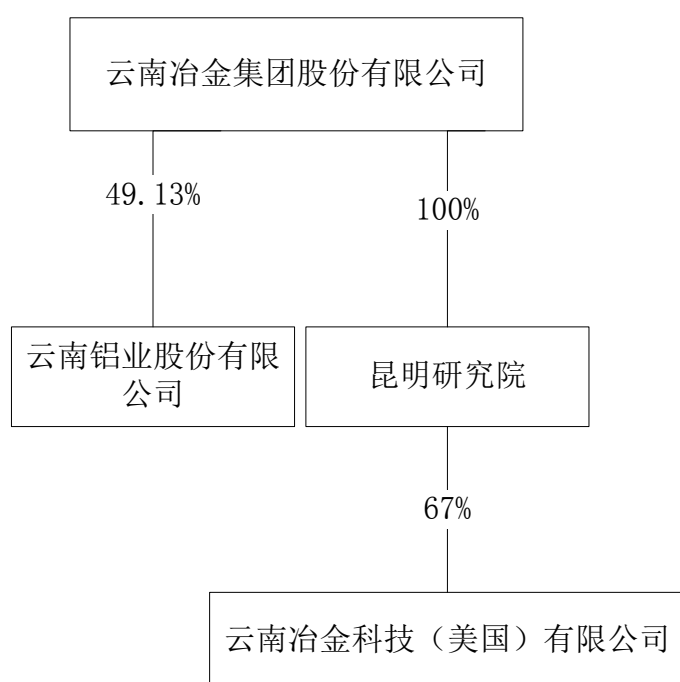 云南冶金集团股份有限公司
49.13%
100%
云南铝业股份有限
公司
昆明研究院
67%
云南冶金科技（美国）有限公司